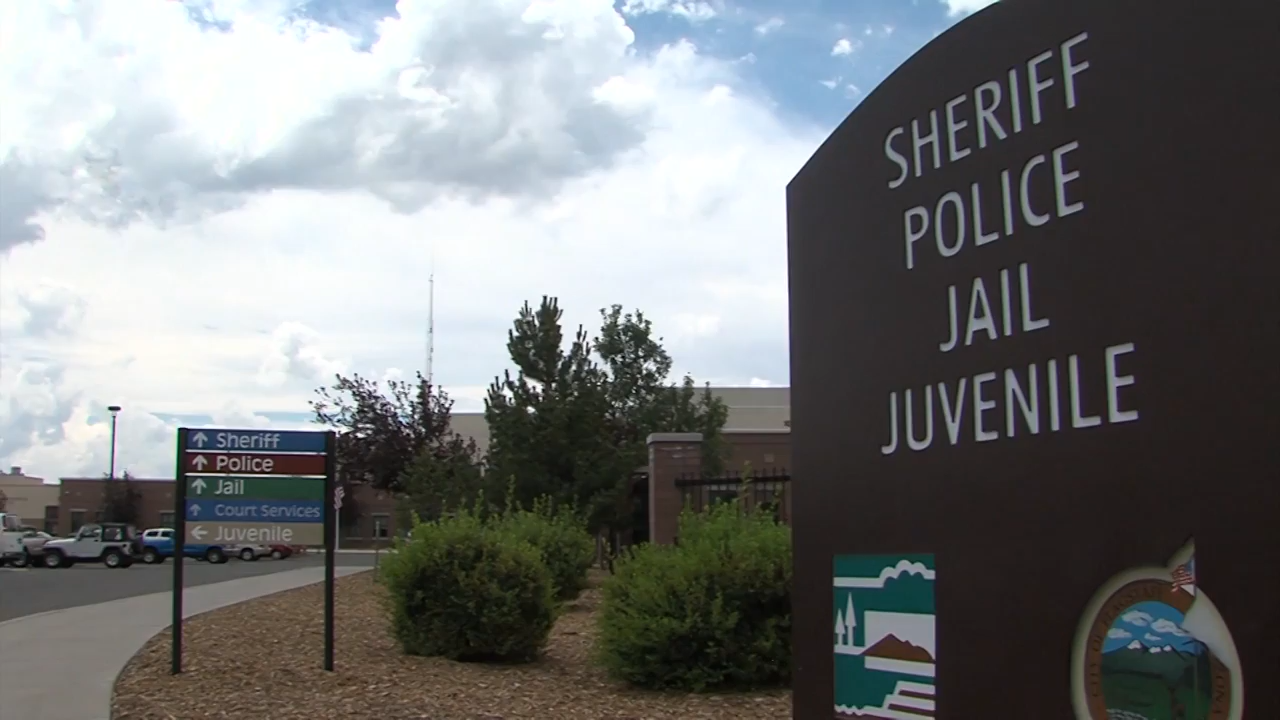 SHERIFF
POLICE
JAIL
JUVENILE
Sheriff
Police
Jail
Court Services
Juvenile